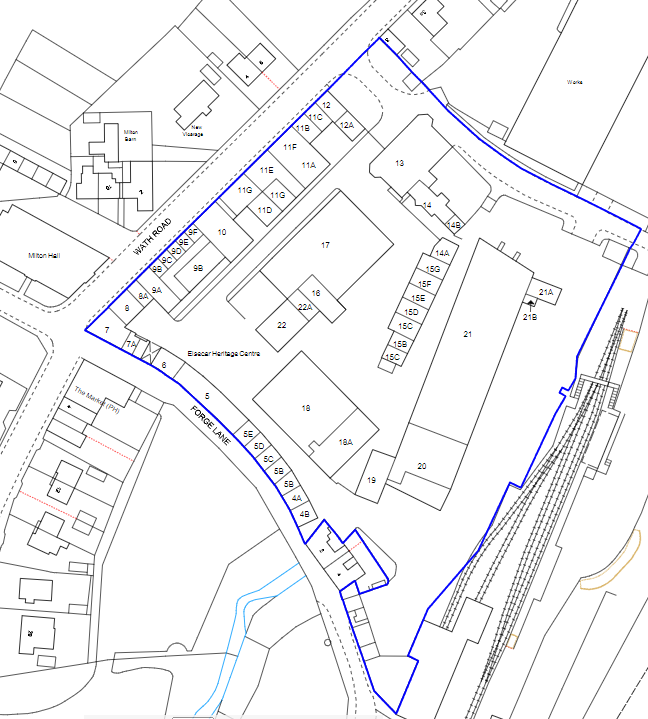 Works
Milton
Barn
New
Vicarage
Milton Hall
WATH ROAD
12
11C
11B
12A
11F
11A
11E
11G
11G
11D
10
13
14
14B
9F
9E
9D
9C
9B
9B
9A
8A
8
7
7A
6
17
16
22A
22
14A
15G
15F
15E
15D
15C
15B
15C
21
21A
21B
Elsecar Heritage Centre
The Market (PH)
FORGE LANE
5
5E
5D
5C
5B
5B
4A
4B
18
18A
19
20